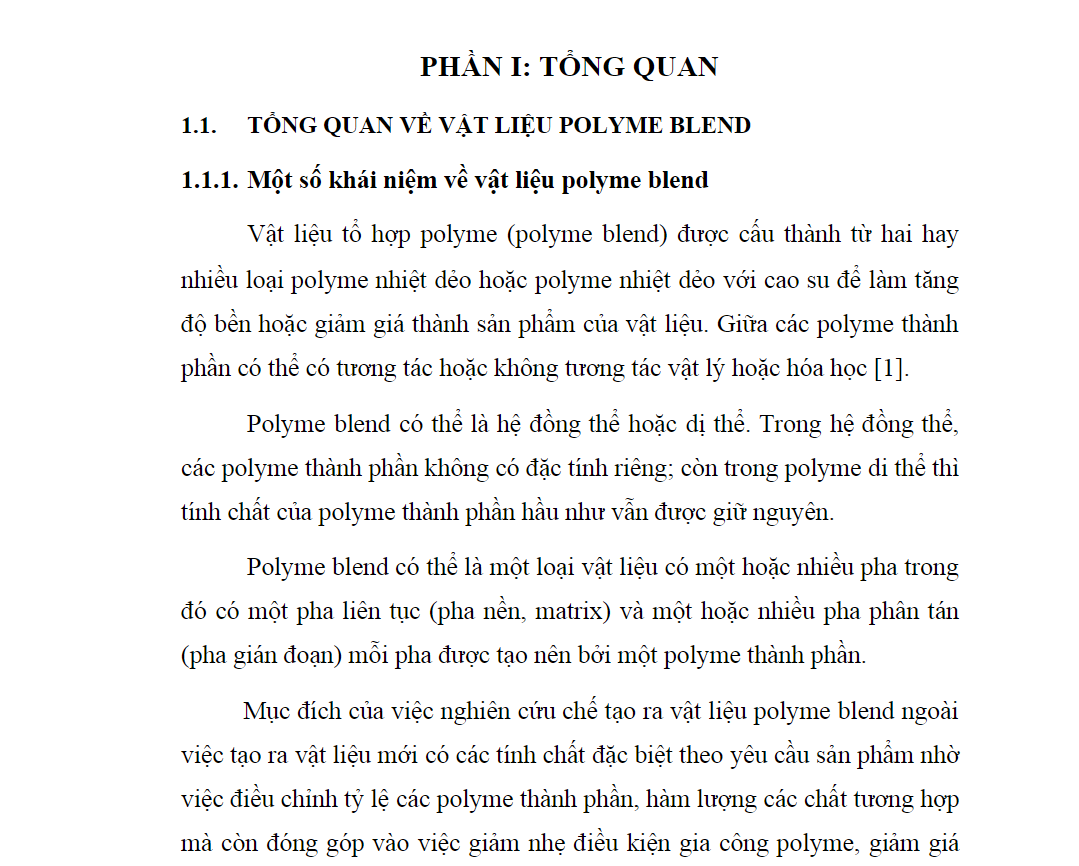 PHẦN I: TỔNG QUAN
1.1. TỔNG QUAN VỀ VẬT LIỆU POLYME BLEND
1.1.1. Một số khái niệm về vật liệu polyme blend
Vật liệu tổ hợp polyme (polyme blend) được cấu thành từ hai hay
nhiều loại polyme nhiệt dẻo hoặc polyme nhiệt dẻo với cao su để làm tăng
độ bền hoặc giảm giá thành sản phẩm của vật liệu. Giữa các polyme thành
phần có thể có tương tác hoặc không tương tác vật lý hoặc hóa học [1].
Polyme blend có thể là hệ đồng thể hoặc dị thể. Trong hệ đồng thể,
các polyme thành phần không có đặc tính riêng; còn trong polyme di thể thì
tính chất của polyme thành phần hầu như vẫn được giữ nguyên.
Polyme blend có thể là một loại vật liệu có một hoặc nhiều pha trong
đó có một pha liên tục (pha nền, matrix) và một hoặc nhiều pha phân tán
(pha gián đoạn) mỗi pha được tạo nên bởi một polyme thành phần.
Mục đích của việc nghiên cứu chế tạo ra vật liệu polyme blend ngoài
việc tạo ra vật liệu mới có các tính chất đặc biệt theo yêu cầu sản phẩm nhờ
việc điều chỉnh tỷ lệ các polyme thành phần, hàm lượng các chất tương hợp
mà còn đóng góp vào việc giảm nhẹ điều kiện gia công polyme, giảm giá